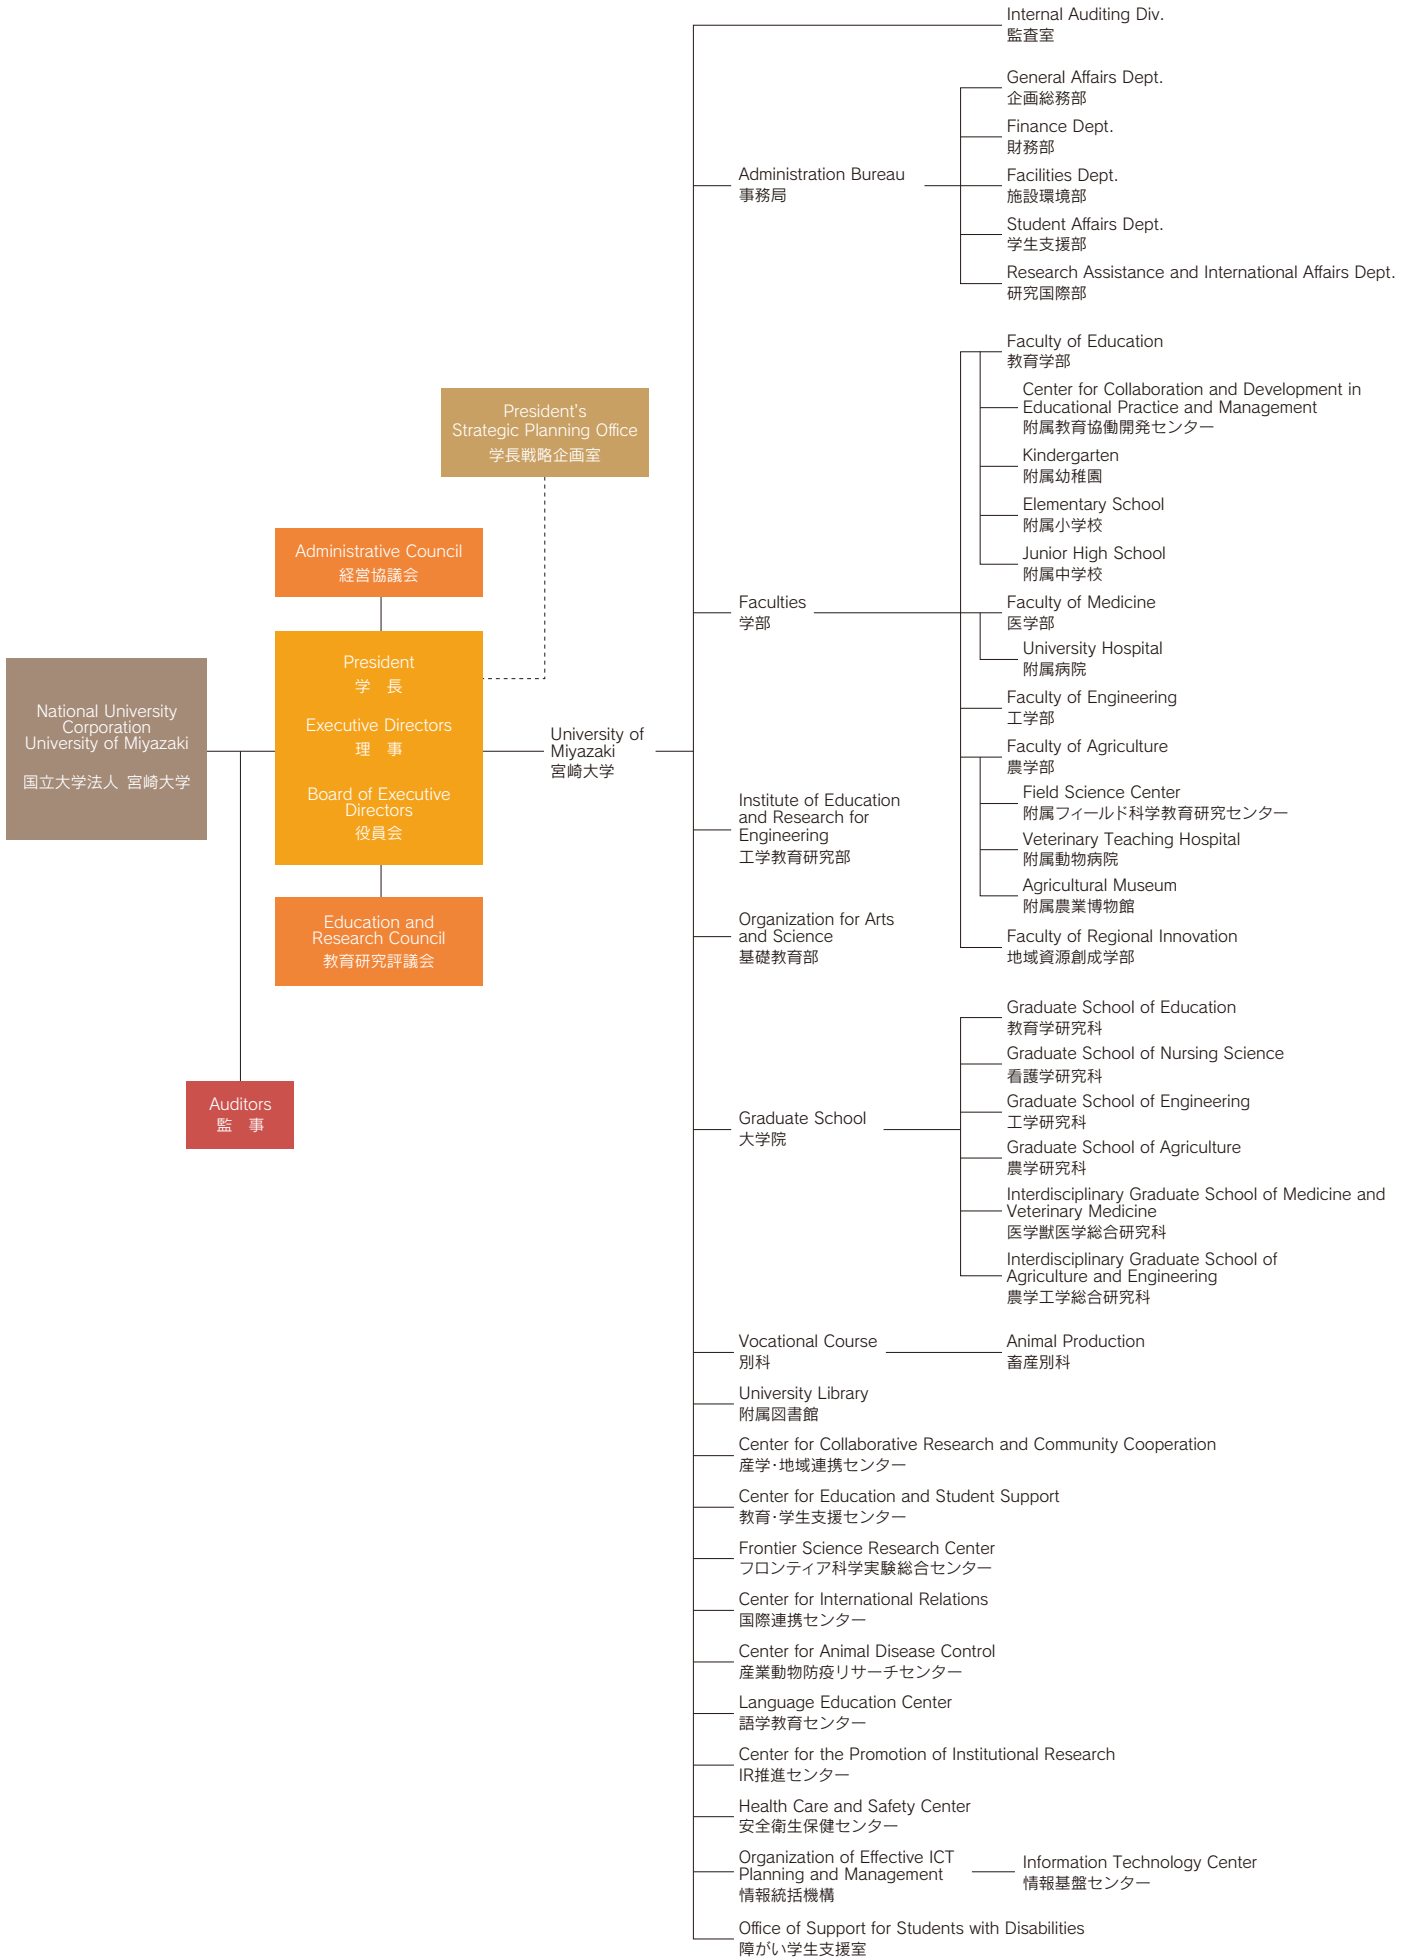 National University
Corporation
University of Miyazaki
国立大学法人 宮崎大学
Auditors
監 事
Administrative Council
経営協議会
President
学 長
Executive Directors
理 事
Board of Executive
Directors
役員会
Education and
Research Council
教育研究評議会
President's
Strategic Planning Office
学長戦略企画室
University of
Miyazaki
宮崎大学
Internal Auditing Div.
監査室
Administration Bureau
事務局
General Affairs Dept.
企画総務部
Finance Dept.
財務部
Facilities Dept.
施設環境部
Student Affairs Dept.
学生支援部
Research Assistance and International Affairs Dept.
研究国際部
Faculties
学部
Faculty of Education
教育学部
Center for Collaboration and Development in
Educational Practice and Management
附属教育協働開発センター
Kindergarten
附属幼稚園
Elementary School
附属小学校
Junior High School
附属中学校
Faculty of Medicine
医学部
University Hospital
附属病院
Faculty of Engineering
工学部
Faculty of Agriculture
農学部
Field Science Center
附属フィールド科学教育研究センター
Veterinary Teaching Hospital
附属動物病院
Agricultural Museum
附属農業博物館
Faculty of Regional Innovation
地域資源創成学部
Institute of Education
and Research for
Engineering
工学教育研究部
Organization for Arts
and Science
基礎教育部
Graduate School
大学院
Graduate School of Education
教育学研究科
Graduate School of Nursing Science
看護学研究科
Graduate School of Engineering
工学研究科
Graduate School of Agriculture
農学研究科
Interdisciplinary Graduate School of Medicine and
Veterinary Medicine
医学獣医学総合研究科
Interdisciplinary Graduate School of
Agriculture and Engineering
農学工学総合研究科
Vocational Course
別科
Animal Production
畜産別科
University Library
附属図書館
Center for Collaborative Research and Community Cooperation
産学・地域連携センター
Center for Education and Student Support
教育・学生支援センター
Frontier Science Research Center
フロンティア科学実験総合センター
Center for International Relations
国際連携センター
Center for Animal Disease Control
産業動物防疫リサーチセンター
Language Education Center
語学教育センター
Center for the Promotion of Institutional Research
IR推進センター
Health Care and Safety Center
安全衛生保健センター
Organization of Effective ICT
Planning and Management
情報統括機構
Information Technology Center
情報基盤センター
Office of Support for Students with Disabilities
障がい学生支援室